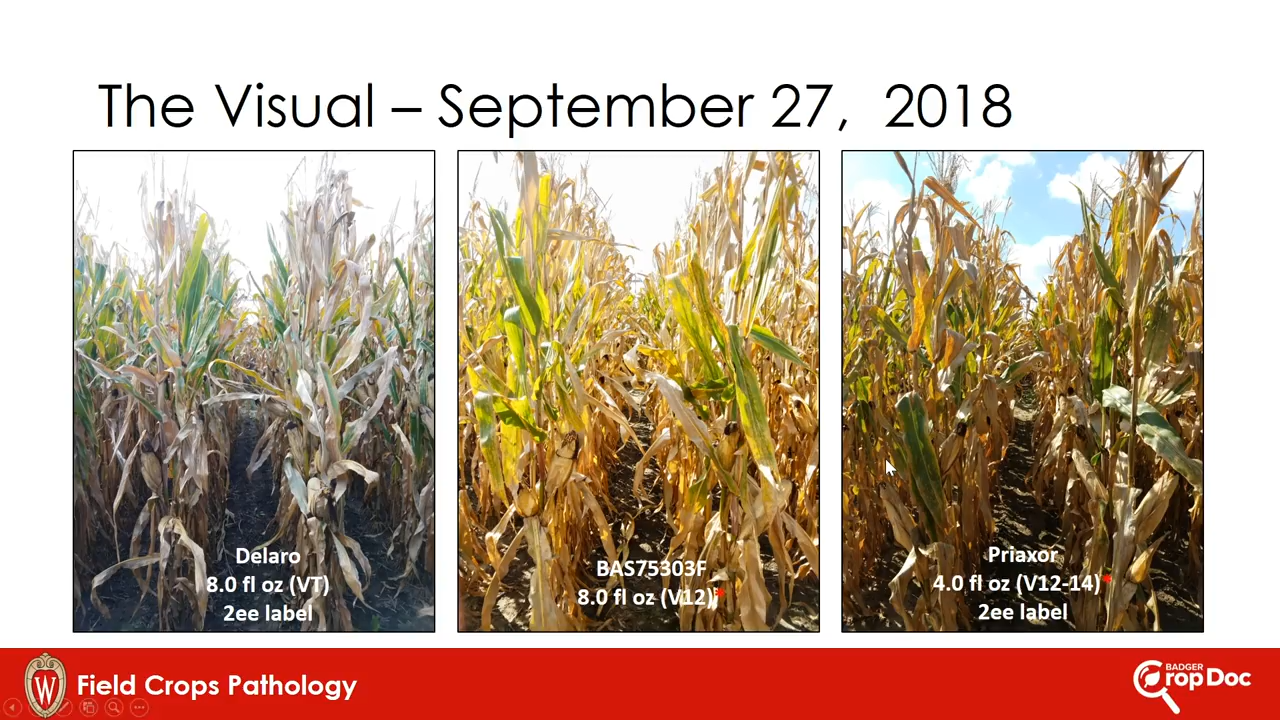 The Visual – September 27, 2018
Delaro
8.0 fl oz (VT)
2ee label
BAS75303F
8.0 fl oz (V12)
Priaxor
4.0 fl oz (V12-14)
2ee label
W
Field Crops Pathology
BADGER
Crop Doc